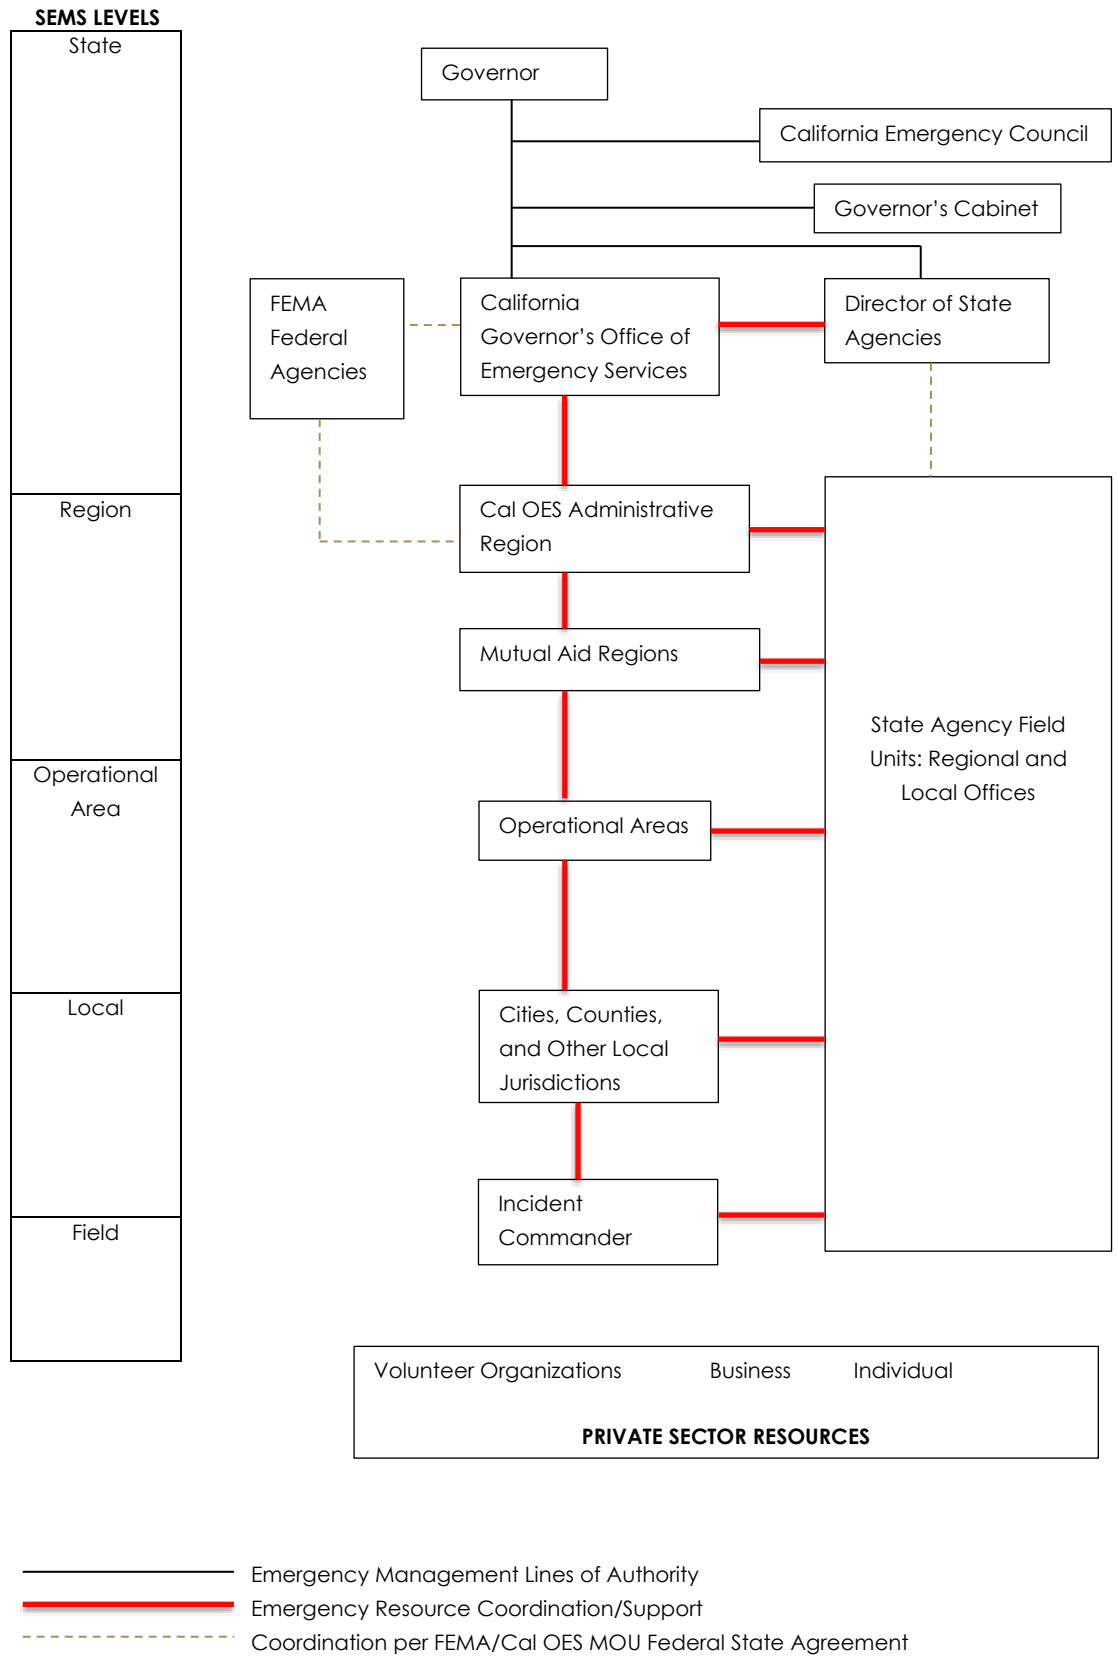 SEMS LEVELS
State
Governor
California Emergency Council
Governor’s Cabinet
FEMA
Federal
Agencies
California
Governor’s Office of
Emergency Services
Director of State
Agencies
Region
Cal OES Administrative
Region
Mutual Aid Regions
State Agency Field
Units: Regional and
Local Offices
Operational
Area
Operational Areas
Local
Cities, Counties,
and Other Local
Jurisdictions
Field
Incident
Commander
Volunteer Organizations Business Individual
PRIVATE SECTOR RESOURCES
Emergency Management Lines of Authority
Emergency Resource Coordination/Support
Coordination per FEMA/Cal OES MOU Federal State Agreement